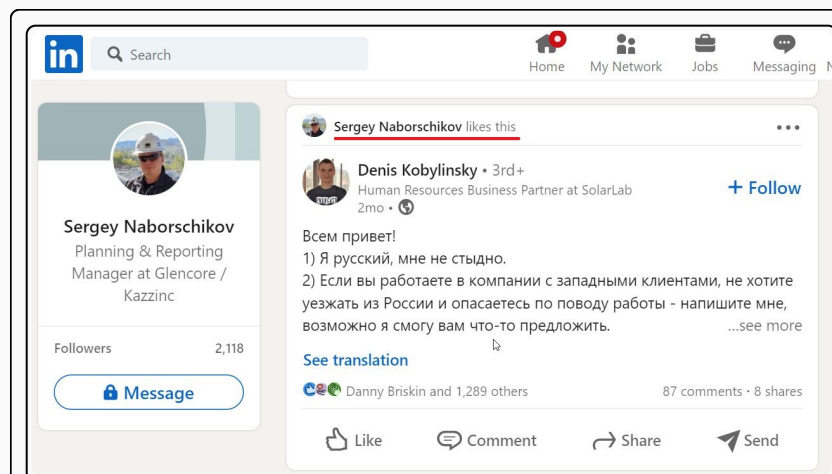 in
Search
Home
My Network
Jobs
Messaging
Sergey Naborschikov
Planning & Reporting
Manager at Glencore /
Kazzinc
Followers 2,118
Message
Sergey Naborschikov likes this
Denis Kobylinsky • 3rd+
Human Resources Business Partner at SolarLab
2mo •
+ Follow
Всем привет!
1) Я русский, мне не стыдно.
2) Если вы работаете в компании с западными клиентами, не хотите
уезжать из России и опасаетесь по поводу работы - напишите мне,
возможно я смогу вам что-то предложить. ...see more
See translation
Danny Briskin and 1,289 others 87 comments • 8 shares
Like Comment Share Send